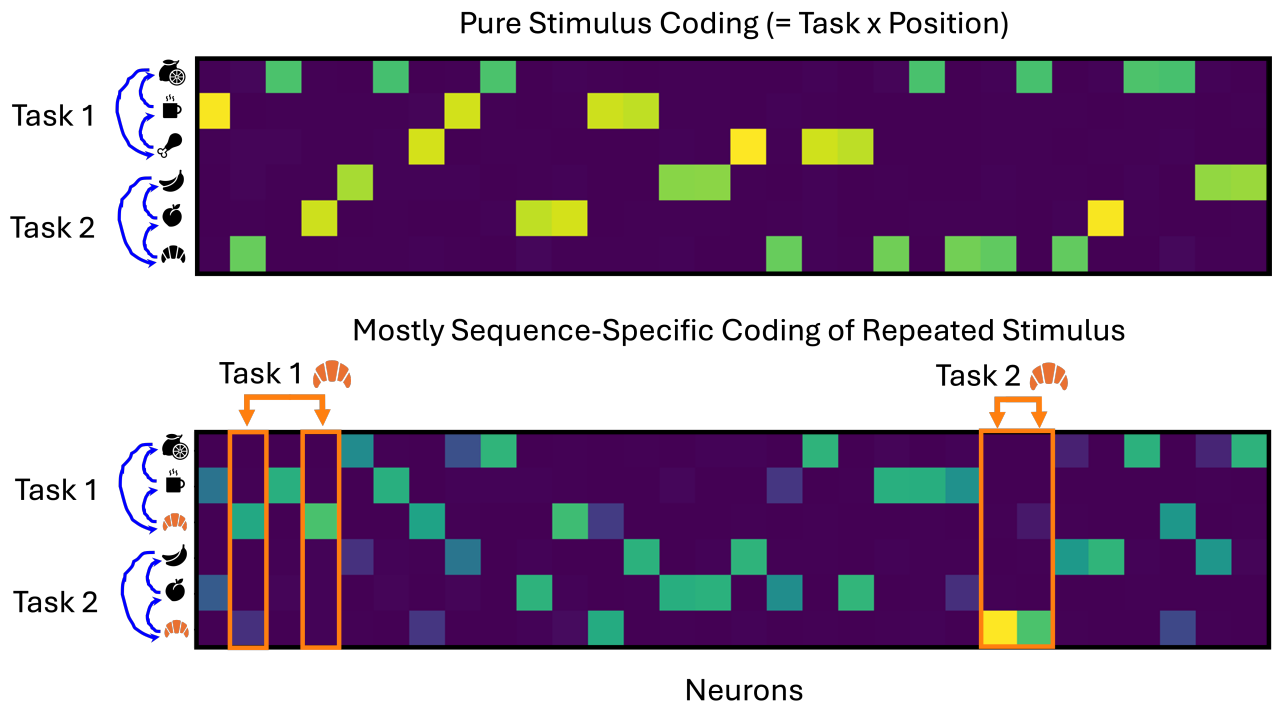 Pure Stimulus Coding (= Task x Position)
Task 1
Task 2
Mostly Sequence-Specific Coding of Repeated Stimulus
Task 1
Task 2
Task 1
Task 2
Neurons